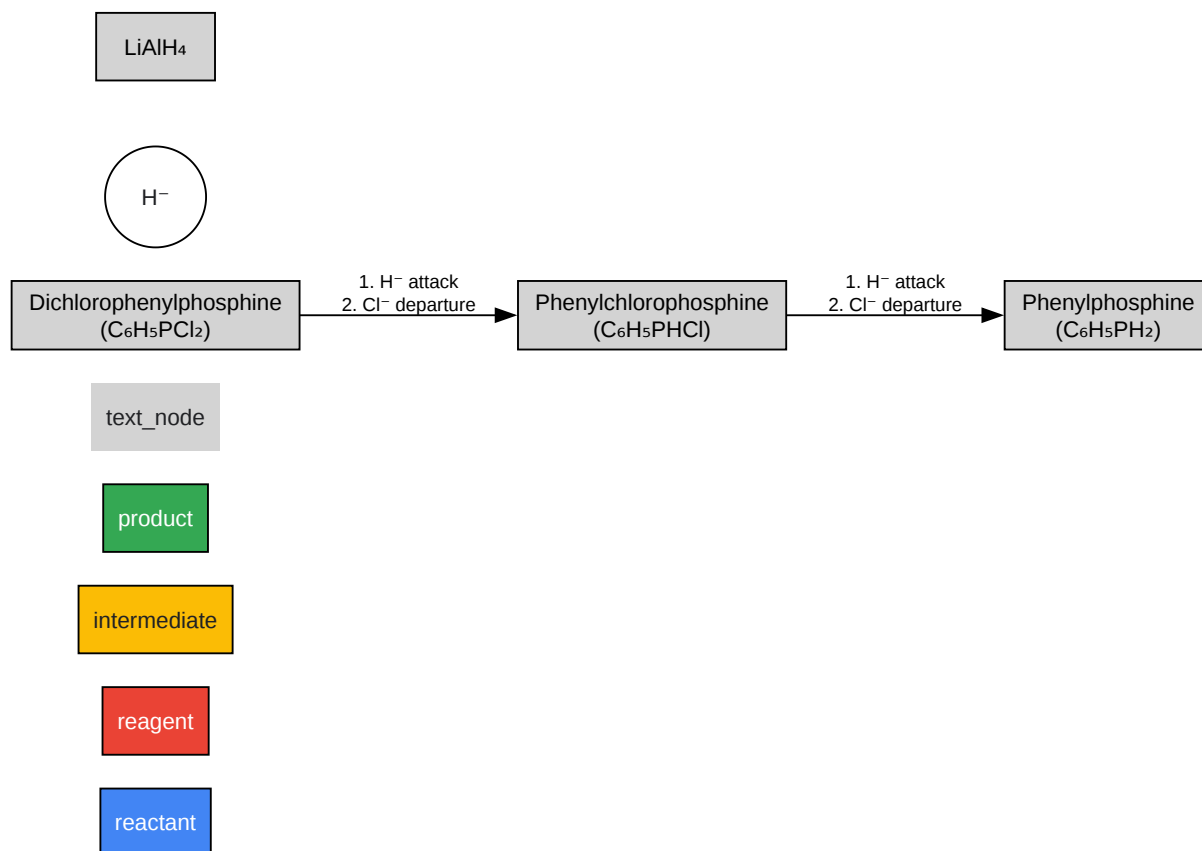 LiAlH₄
H⁻
Dichlorophenylphosphine
(C₆H₅PCl₂)
1. H⁻ attack
2. Cl⁻ departure
Phenylchlorophosphine
(C₆H₅PHCl)
1. H⁻ attack
2. Cl⁻ departure
Phenylphosphine
(C₆H₅PH₂)
text_node
product
intermediate
reagent
reactant